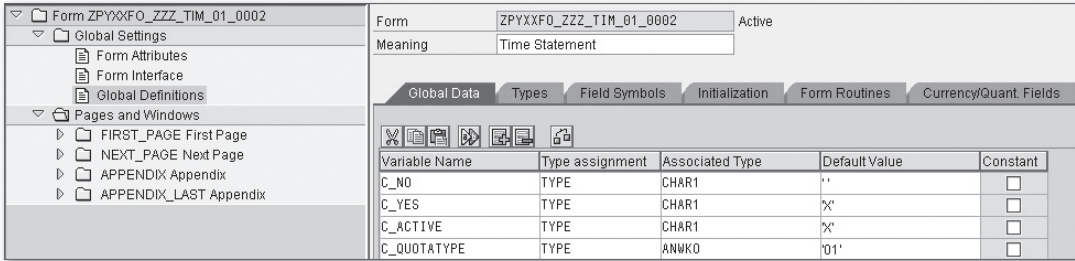 Form ZPYXXFO_ZZZ_TIM_01_0002
Global Settings
Form Attributes
Form Interface
Global Definitions
Pages and Windows
FIRST_PAGE First Page
NEXT_PAGE Next Page
APPENDIX Appendix
APPENDIX_LAST Appendix
Form ZPYXXFO_ZZZ_TIM_01_0002 Active
Meaning Time Statement
Global Data Types Field Symbols Initialization Form Routines Currency/Quant. Fields
Variable Name Type assignment Associated Type Default Value Constant
C_NO TYPE CHAR1 ' '
C_YES TYPE CHAR1 'X'
C_ACTIVE TYPE CHAR1 'X'
C_QUOTATYPE TYPE ANWKO '01'